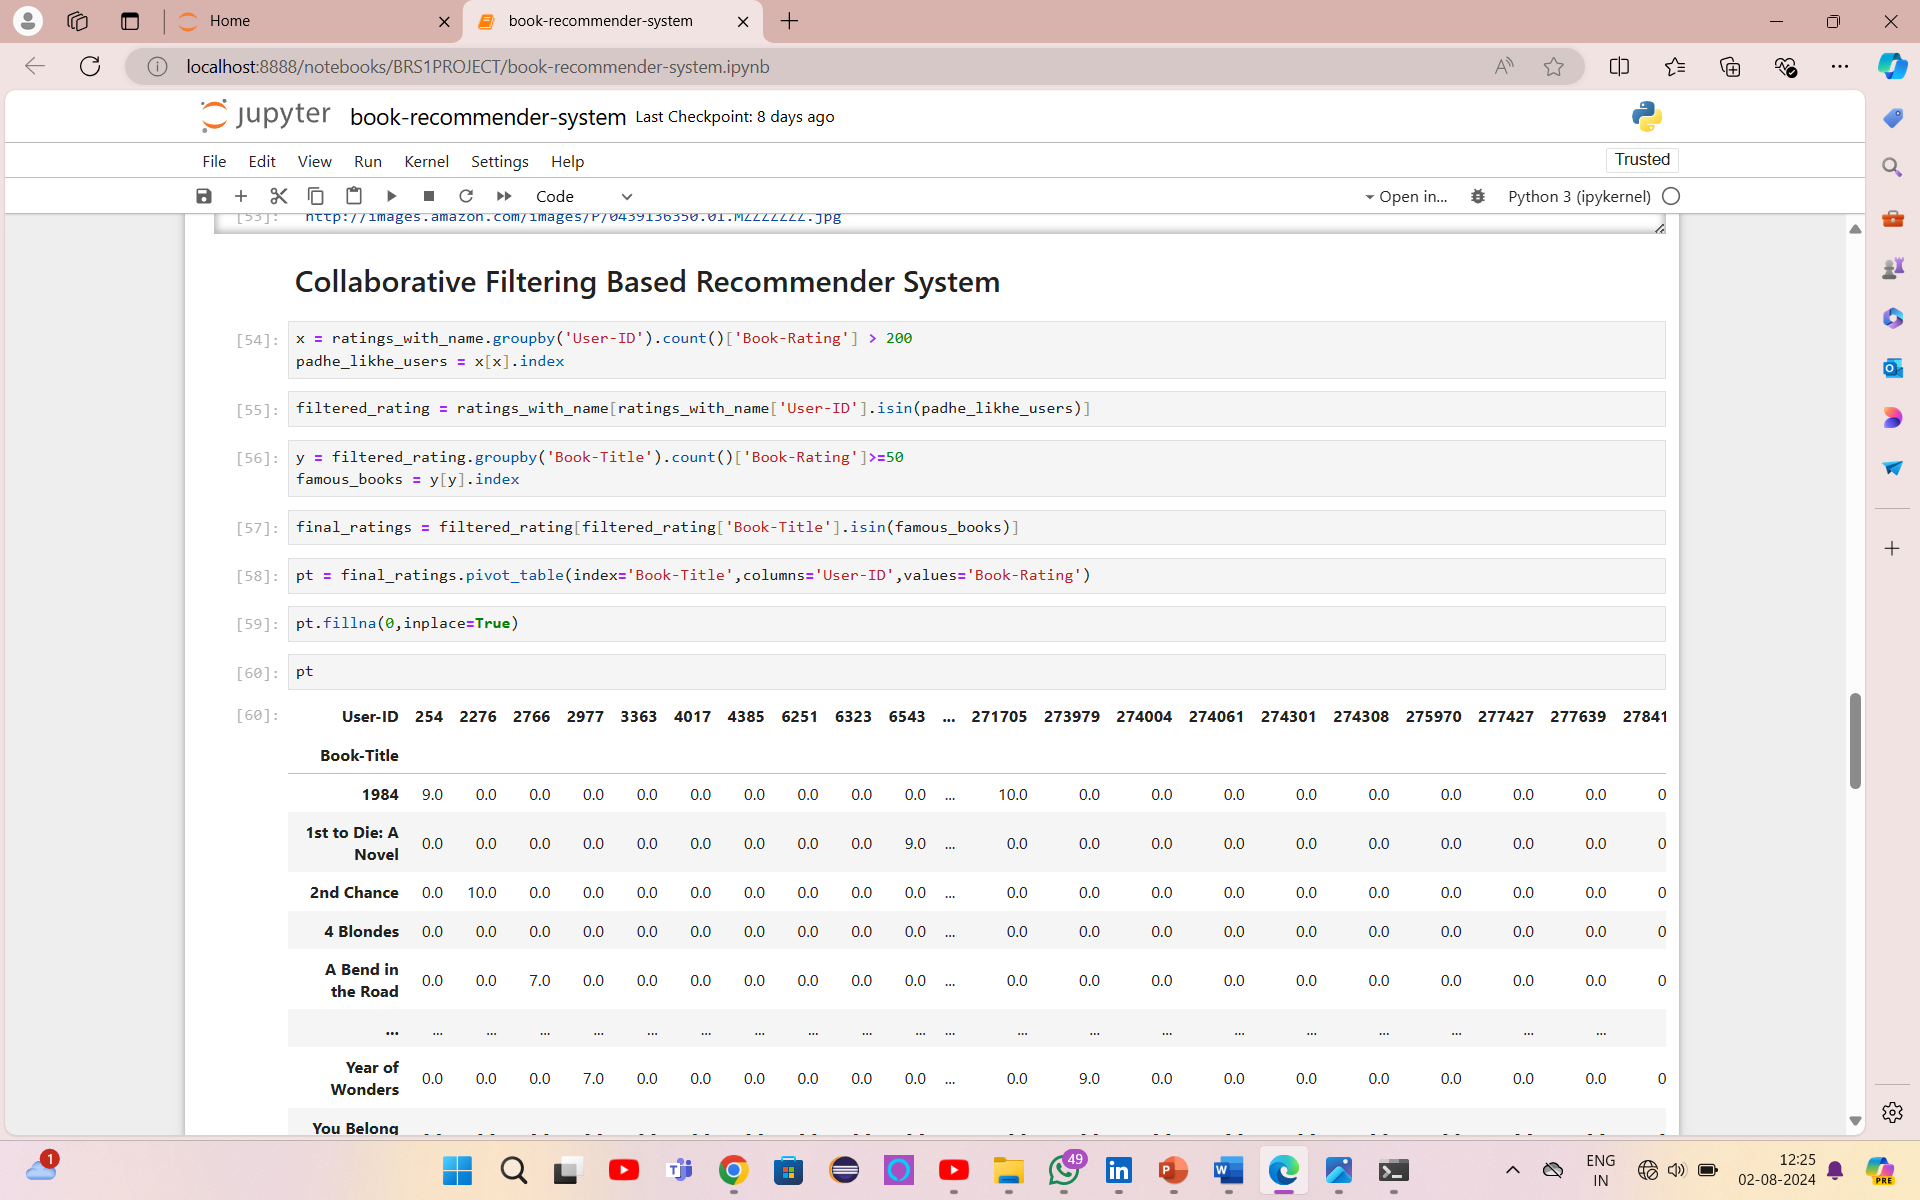 Home
book-recommender-system
localhost:8888/notebooks/BRS1PROJECT/book-recommender-system.ipynb
jupyter book-recommender-system Last Checkpoint: 8 days ago
File Edit View Run Kernel Settings Help
Trusted
Code
Open in...
Python 3 (ipykernel)
[53]: http://images.amazon.com/images/P/0439136350.01.MZZZZZZZ.jpg
Collaborative Filtering Based Recommender System
[54]: x = ratings_with_name.groupby('User-ID').count()['Book-Rating'] > 200
padhe_likhe_users = x[x].index
[55]: filtered_rating = ratings_with_name[ratings_with_name['User-ID'].isin(padhe_likhe_users)]
[56]: y = filtered_rating.groupby('Book-Title').count()['Book-Rating']>=50
famous_books = y[y].index
[57]: final_ratings = filtered_rating[filtered_rating['Book-Title'].isin(famous_books)]
[58]: pt = final_ratings.pivot_table(index='Book-Title',columns='User-ID',values='Book-Rating')
[59]: pt.fillna(0,inplace=True)
[60]: pt
[60]: User-ID 254 2276 2766 2977 3363 4017 4385 6251 6323 6543 ... 271705 273979 274004 274061 274301 274308 275970 277427 277639 27841
Book-Title
1984 9.0 0.0 0.0 0.0 0.0 0.0 0.0 0.0 0.0 0.0 ... 10.0 0.0 0.0 0.0 0.0 0.0 0.0 0.0 0.0 0
1st to Die: A
Novel 0.0 0.0 0.0 0.0 0.0 0.0 0.0 0.0 0.0 9.0 ... 0.0 0.0 0.0 0.0 0.0 0.0 0.0 0.0 0.0 0
2nd Chance 0.0 10.0 0.0 0.0 0.0 0.0 0.0 0.0 0.0 0.0 ... 0.0 0.0 0.0 0.0 0.0 0.0 0.0 0.0 0.0 0
4 Blondes 0.0 0.0 0.0 0.0 0.0 0.0 0.0 0.0 0.0 0.0 ... 0.0 0.0 0.0 0.0 0.0 0.0 0.0 0.0 0.0 0
A Bend in
the Road 0.0 0.0 7.0 0.0 0.0 0.0 0.0 0.0 0.0 0.0 ... 0.0 0.0 0.0 0.0 0.0 0.0 0.0 0.0 0.0 0
... ... ... ... ... ... ... ... ... ... ... ... ... ... ... ... ... ... ... ... ...
Year of
Wonders 0.0 0.0 0.0 7.0 0.0 0.0 0.0 0.0 0.0 0.0 ... 0.0 9.0 0.0 0.0 0.0 0.0 0.0 0.0 0.0 0
You Belong
1
49
ENG
IN
12:25
02-08-2024
PRE